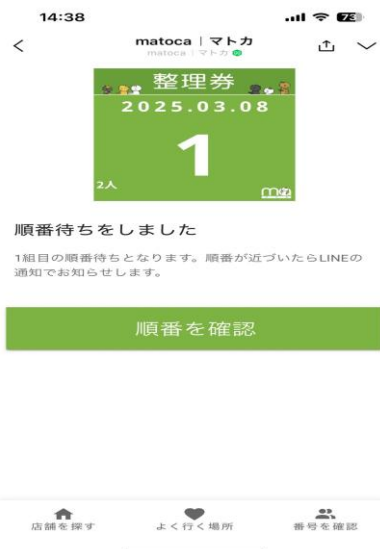 14:38
73
matoca｜マトカ
matoca｜マトカ
整理券
2025.03.08
1
2人
順番待ちをしました
1組目の順番待ちとなります。順番が近づいたらLINEの
通知でお知らせします。
順番を確認
店舗を探す
よく行く場所
番号を確認